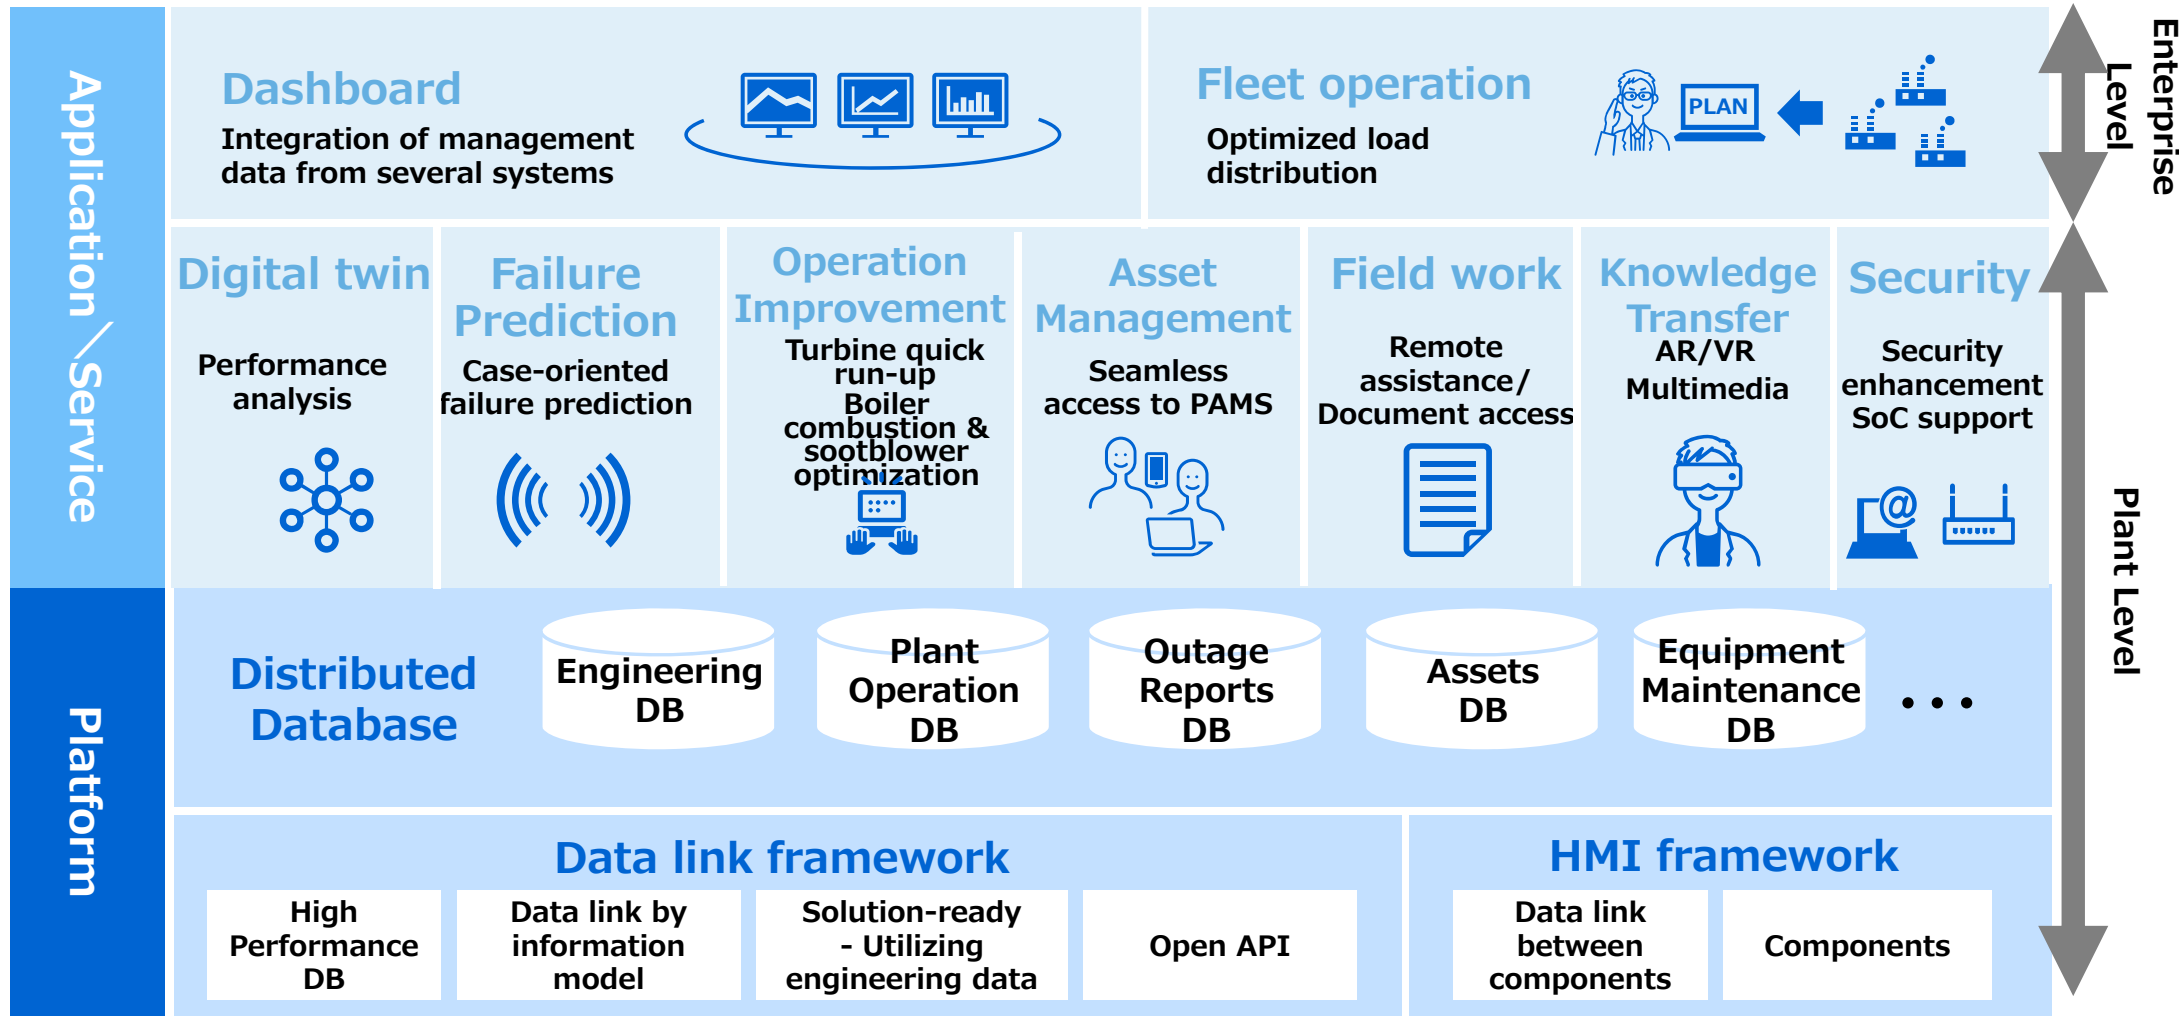 Application／Service
Dashboard
Integration of management
data from several systems
Fleet operation
Optimized load
distribution
PLAN
Enterprise
Level
Digital twin
Performance
analysis
Failure
Prediction
Case-oriented
failure prediction
Operation
Improvement
Turbine quick
run-up
Boiler
combustion &
sootblower
optimization
Asset
Management
Seamless
access to PAMS
Field work
Remote
assistance/
Document access
Knowledge
Transfer
AR/VR
Multimedia
Security
Security
enhancement
SoC support
@
Plant Level
Platform
Distributed
Database
Engineering
DB
Plant
Operation
DB
Outage
Reports
DB
Assets
DB
Equipment
Maintenance
DB
・・・
Data link framework
High
Performance
DB
Data link by
information
model
Solution-ready
- Utilizing
engineering data
Open API
HMI framework
Data link
between
components
Components